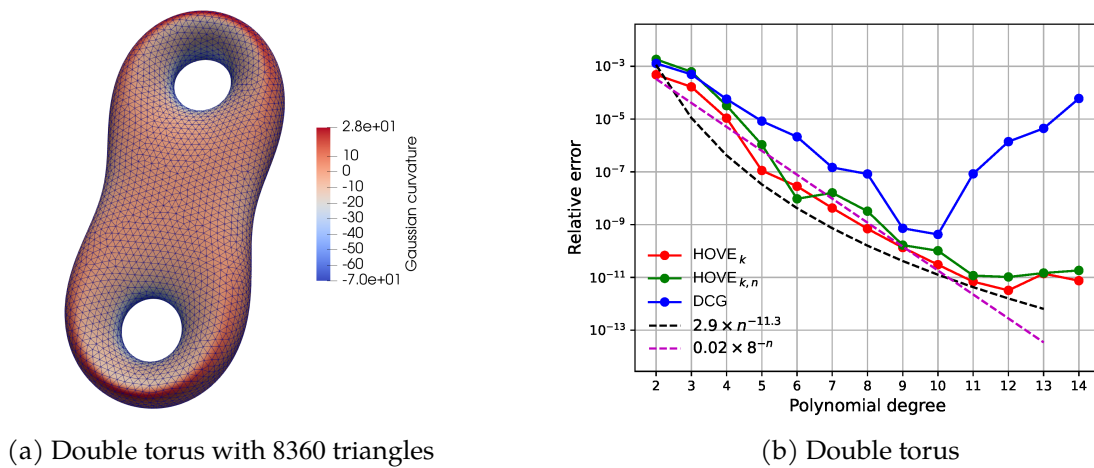 2.8e+01
10
0
-10
-20
-30
-40
-50
-60
-7.0e+01
Gaussian curvature
(a) Double torus with 8360 triangles
10⁻³
10⁻⁵
10⁻⁷
10⁻⁹
10⁻¹¹
10⁻¹³
Relative error
HOVEₖ
HOVEₖ,ₙ
DCG
2.9 × n⁻¹¹·³
0.02 × 8⁻ⁿ
2 3 4 5 6 7 8 9 10 11 12 13 14
Polynomial degree
(b) Double torus